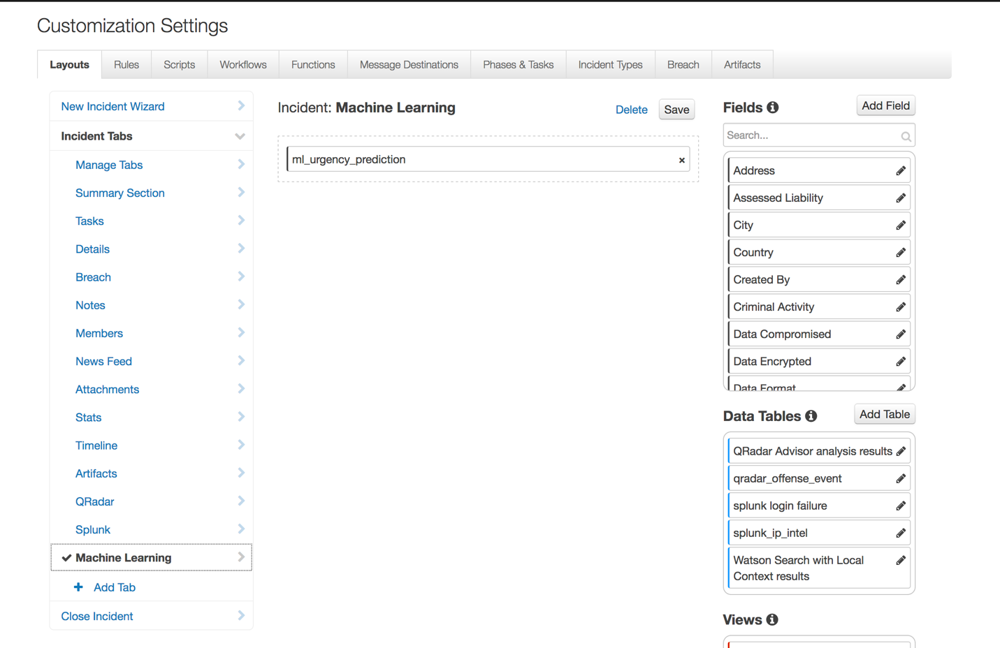 Customization Settings
Layouts
Rules
Scripts
Workflows
Functions
Message Destinations
Phases & Tasks
Incident Types
Breach
Artifacts
New Incident Wizard
Incident Tabs
Manage Tabs
Summary Section
Tasks
Details
Breach
Notes
Members
News Feed
Attachments
Stats
Timeline
Artifacts
QRadar
Splunk
Machine Learning
Add Tab
Close Incident
Incident: Machine Learning
Delete
Save
ml_urgency_prediction
Fields
Add Field
Search...
Address
Assessed Liability
City
Country
Created By
Criminal Activity
Data Compromised
Data Encrypted
Data Format
Data Tables
Add Table
QRadar Advisor analysis results
qradar_offense_event
splunk login failure
splunk_ip_intel
Watson Search with Local
Context results
Views